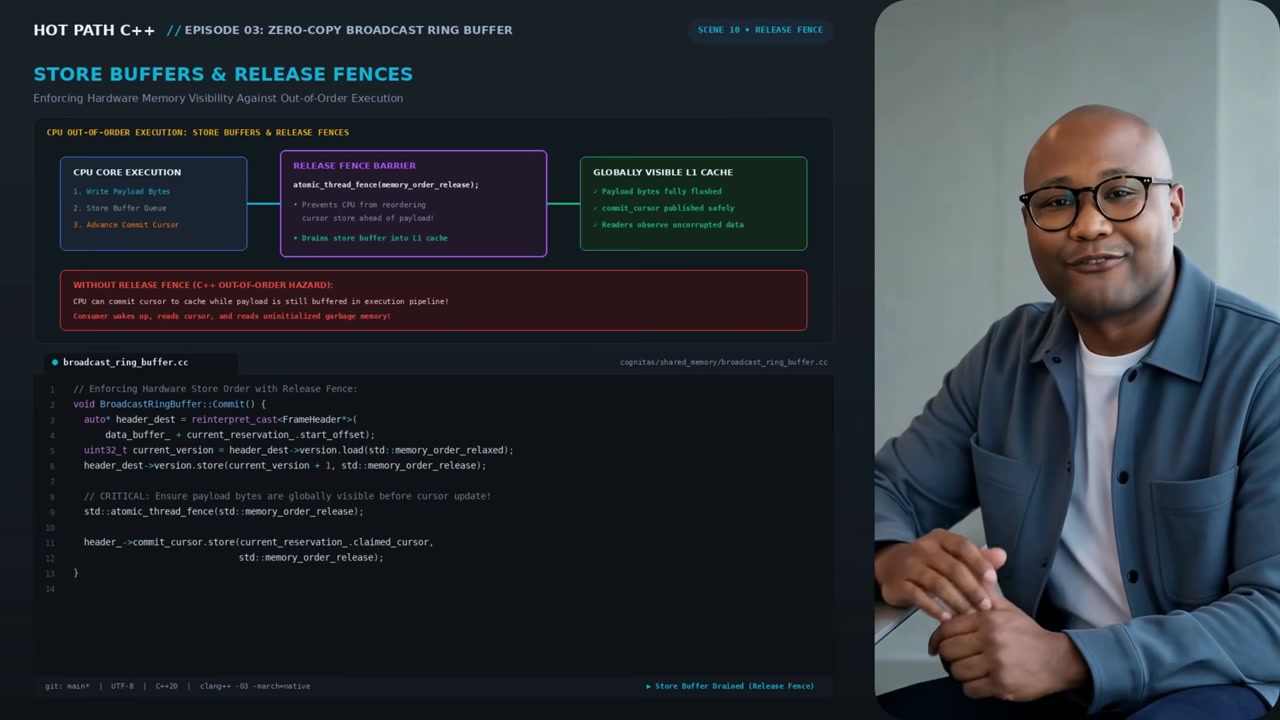 HOT PATH C++ // EPISODE 03: ZERO-COPY BROADCAST RING BUFFER
SCENE 10 • RELEASE FENCE
STORE BUFFERS & RELEASE FENCES
Enforcing Hardware Memory Visibility Against Out-of-Order Execution
CPU OUT-OF-ORDER EXECUTION: STORE BUFFERS & RELEASE FENCES
CPU CORE EXECUTION
1. Write Payload Bytes
2. Store Buffer Queue
3. Advance Commit Cursor
RELEASE FENCE BARRIER
atomic_thread_fence(memory_order_release);
• Prevents CPU from reordering
cursor store ahead of payload!
• Drains store buffer into L1 cache
GLOBALLY VISIBLE L1 CACHE
✓ Payload bytes fully flushed
✓ commit_cursor published safely
✓ Readers observe uncorrupted data
WITHOUT RELEASE FENCE (C++ OUT-OF-ORDER HAZARD):
CPU can commit cursor to cache while payload is still buffered in execution pipeline!
Consumer wakes up, reads cursor, and reads uninitialized garbage memory!
broadcast_ring_buffer.cc
cognitas/shared_memory/broadcast_ring_buffer.cc
1 // Enforcing Hardware Store Order with Release Fence:
2 void BroadcastRingBuffer::Commit() {
3 auto* header_dest = reinterpret_cast<FrameHeader*>(
4 data_buffer_ + current_reservation_.start_offset);
5 uint32_t current_version = header_dest->version.load(std::memory_order_relaxed);
6 header_dest->version.store(current_version + 1, std::memory_order_release);
7
8 // CRITICAL: Ensure payload bytes are globally visible before cursor update!
9 std::atomic_thread_fence(std::memory_order_release);
10
11 header_->commit_cursor.store(current_reservation_.claimed_cursor,
12 std::memory_order_release);
13 }
14
git: main* | UTF-8 | C++20 | clang++ -O3 -march=native
▶ Store Buffer Drained (Release Fence)